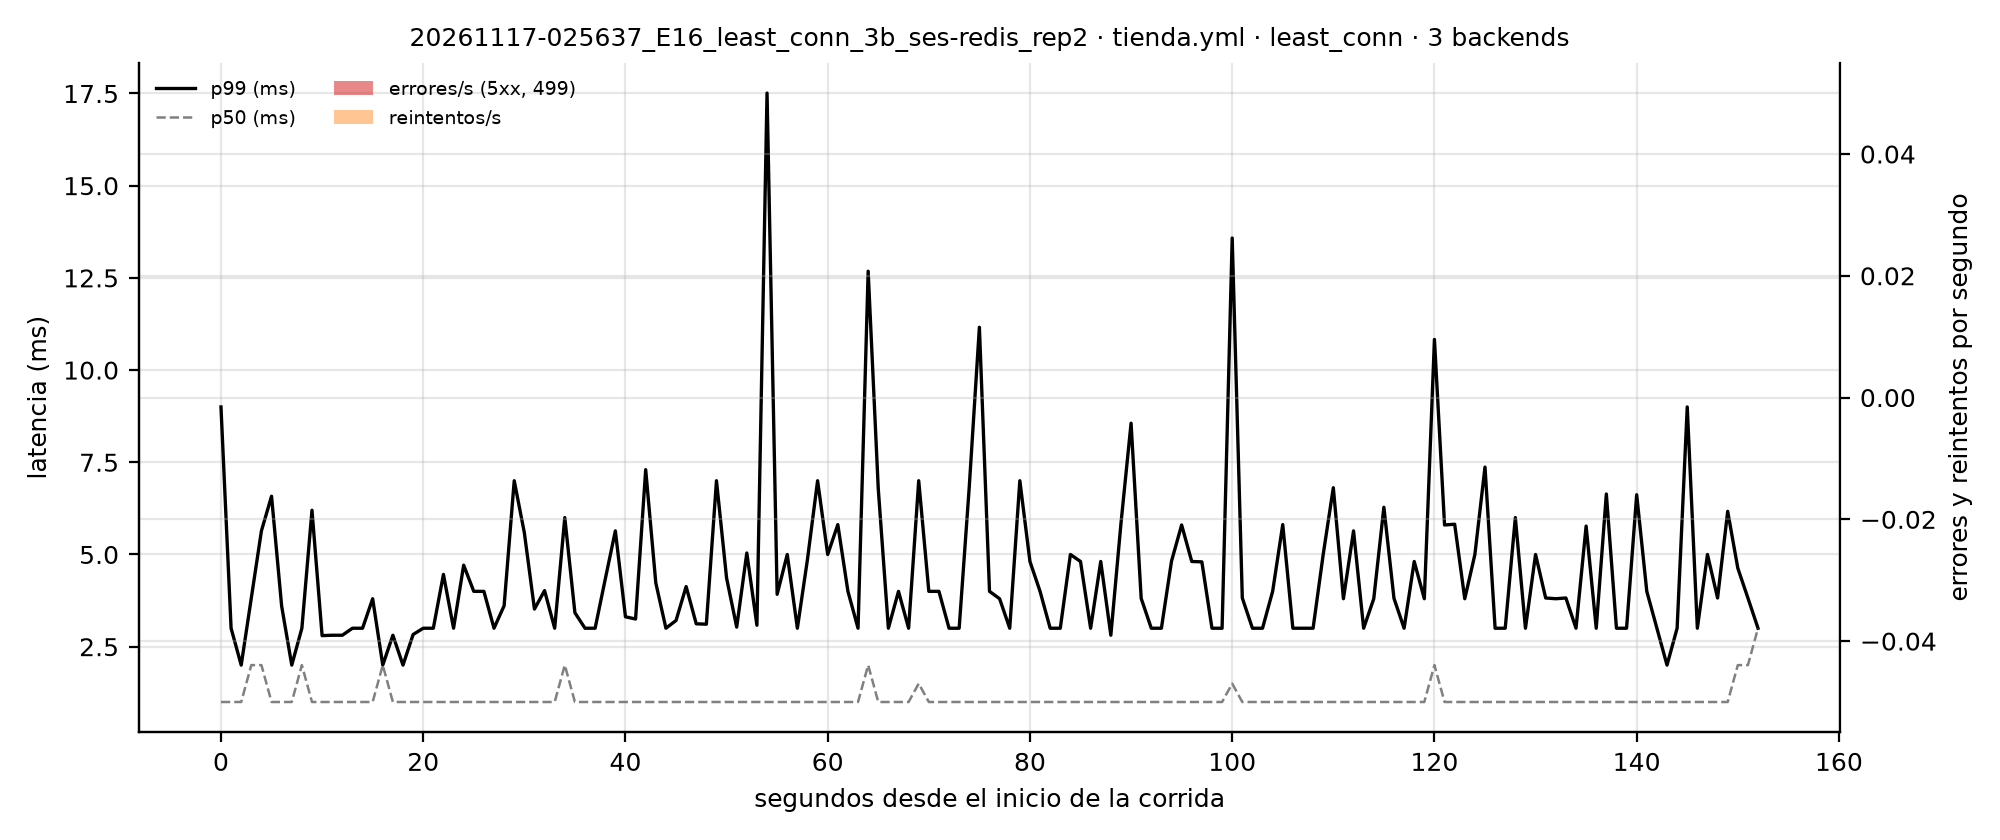 20261117-025637_E16_least_conn_3b_ses-redis_rep2 · tienda.yml · least_conn · 3 backends
p99 (ms)
p50 (ms)
errores/s (5xx, 499)
reintentos/s
17.5
15.0
12.5
10.0
7.5
5.0
2.5
latencia (ms)
0.04
0.02
0.00
−0.02
−0.04
errores y reintentos por segundo
0 20 40 60 80 100 120 140 160
segundos desde el inicio de la corrida